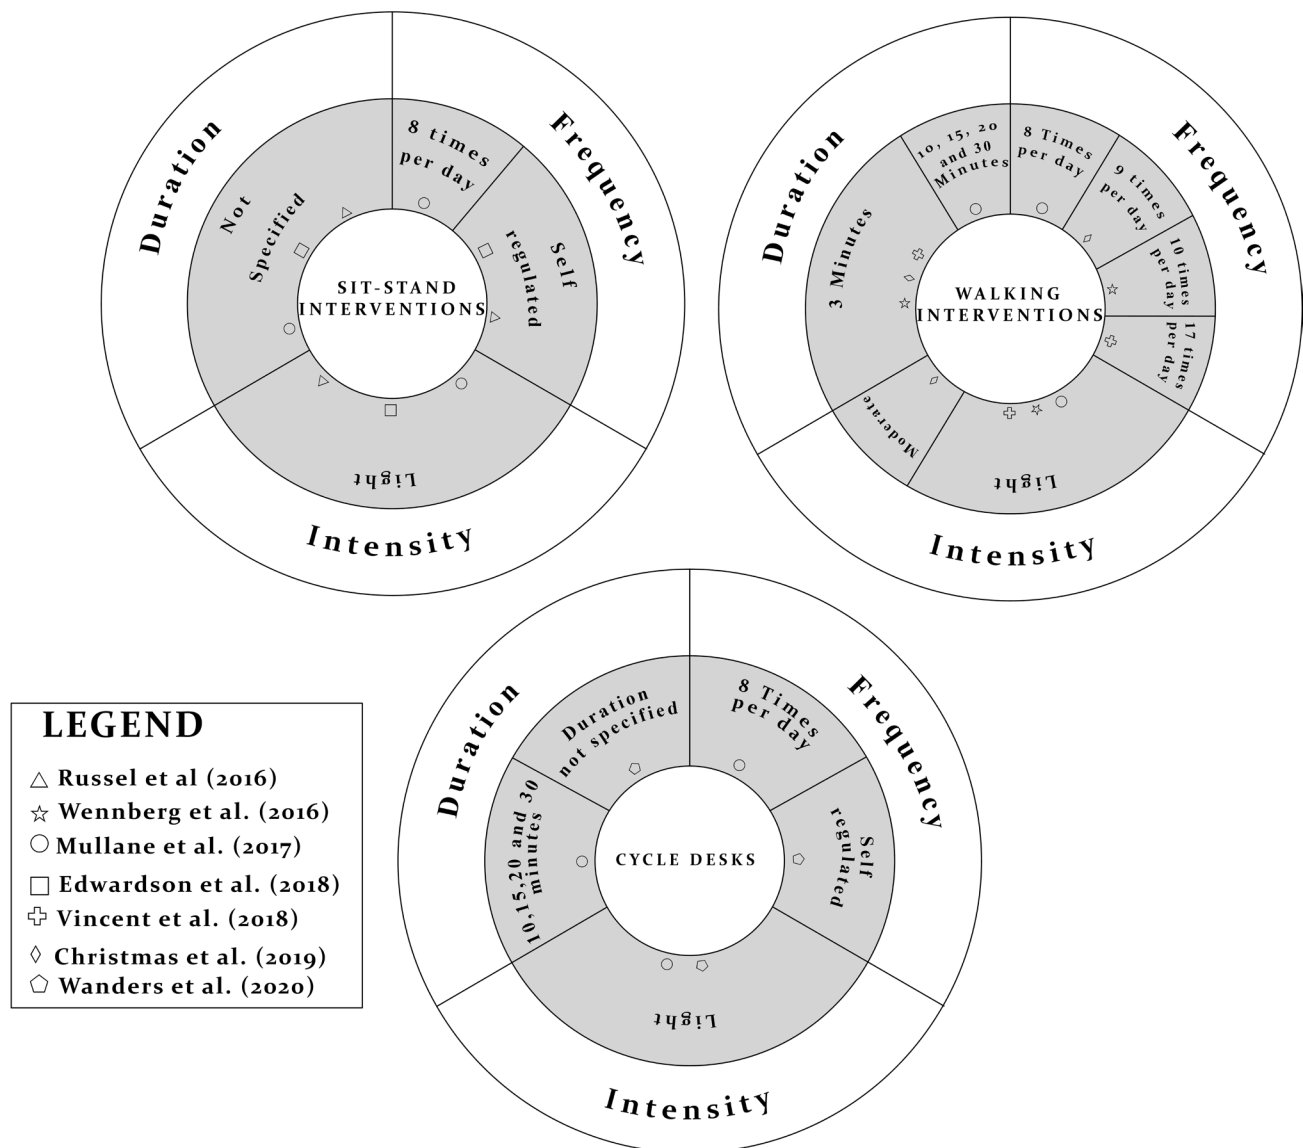 Duration
Frequency
Intensity
Not
Specified
8 times
per day
Self
regulated
Light
SIT-STAND
INTERVENTIONS
Duration
Frequency
Intensity
10, 15, 20
and 30
Minutes
8 Times
per day
9 times
per day
10 times
per day
17 times
per day
3 Minutes
Moderate
Light
WALKING
INTERVENTIONS
Duration
Frequency
Intensity
Duration
not specified
8 Times
per day
10,15,20 and 30
minutes
Self
regulated
Light
CYCLE DESKS
LEGEND
Russel et al (2016)
Wennberg et al. (2016)
Mullane et al. (2017)
Edwardson et al. (2018)
Vincent et al. (2018)
Christmas et al. (2019)
Wanders et al. (2020)